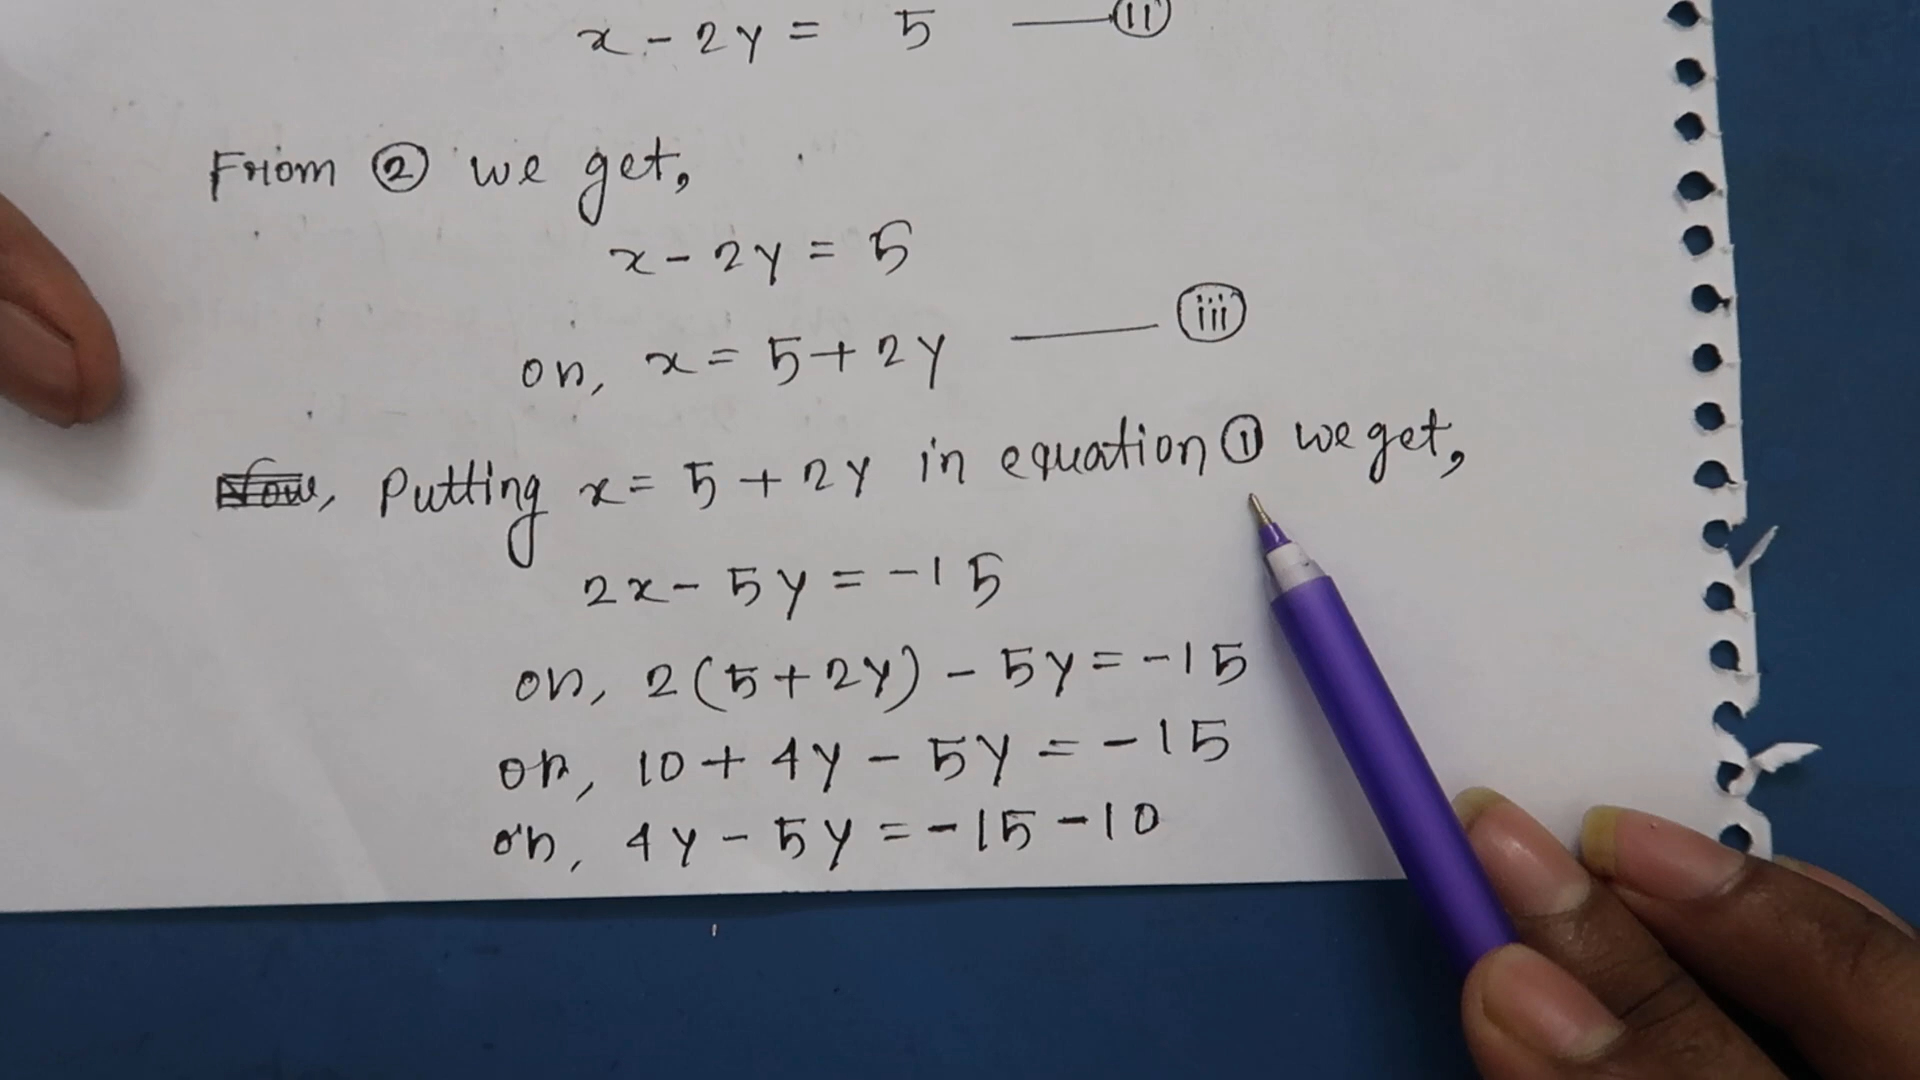 x - 2y = 5 —— (ii)
From ② we get,
x - 2y = 5
or, x = 5 + 2y —— (iii)
Now, Putting x = 5 + 2y in equation ① we get,
2x - 5y = -15
or, 2(5 + 2y) - 5y = -15
or, 10 + 4y - 5y = -15
or, 4y - 5y = -15 - 10